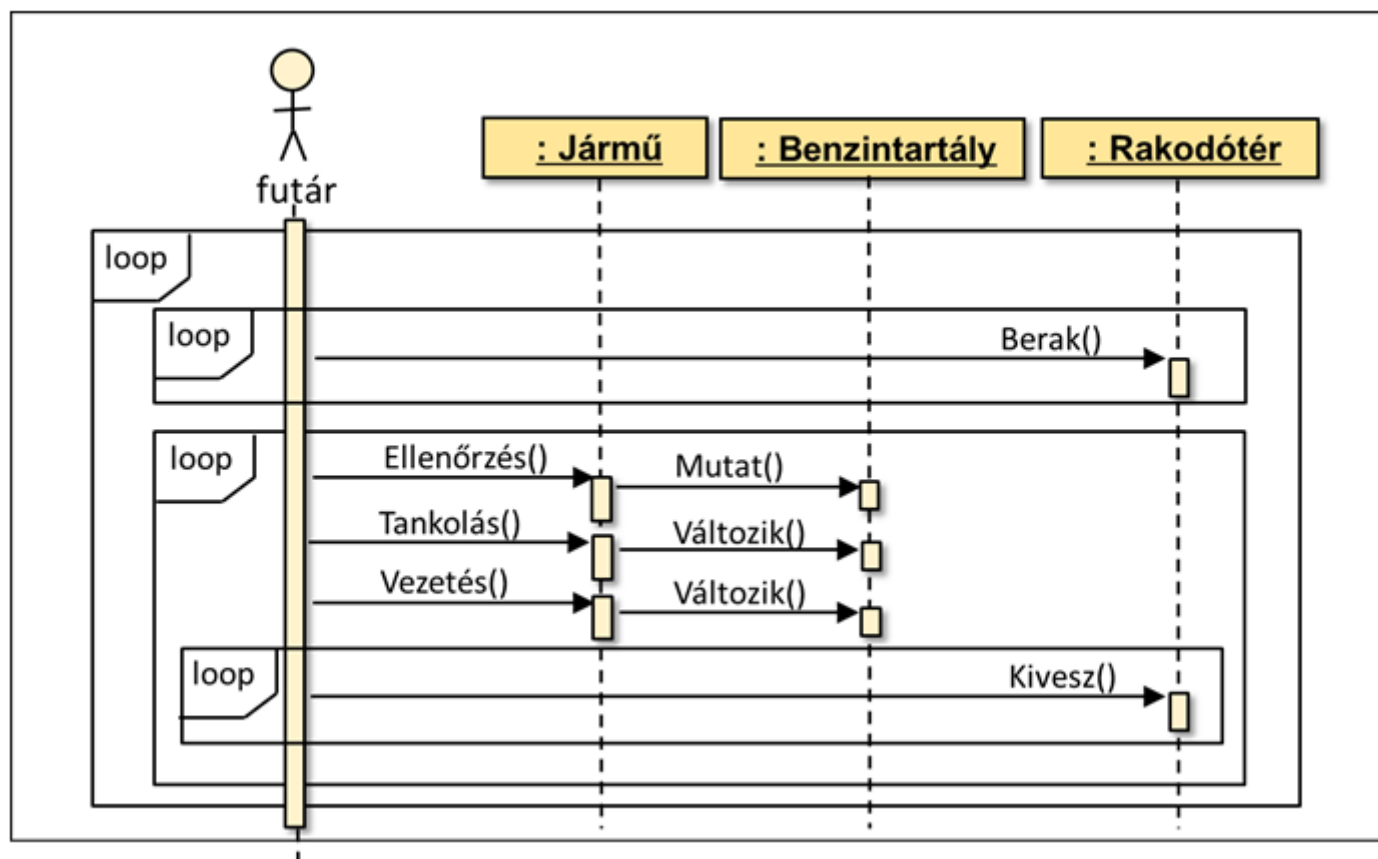 : Jármű
: Benzintartály
: Rakodótér
futár
loop
loop
Berak()
loop
Ellenőrzés()
Mutat()
Tankolás()
Változik()
Vezetés()
Változik()
loop
Kivesz()